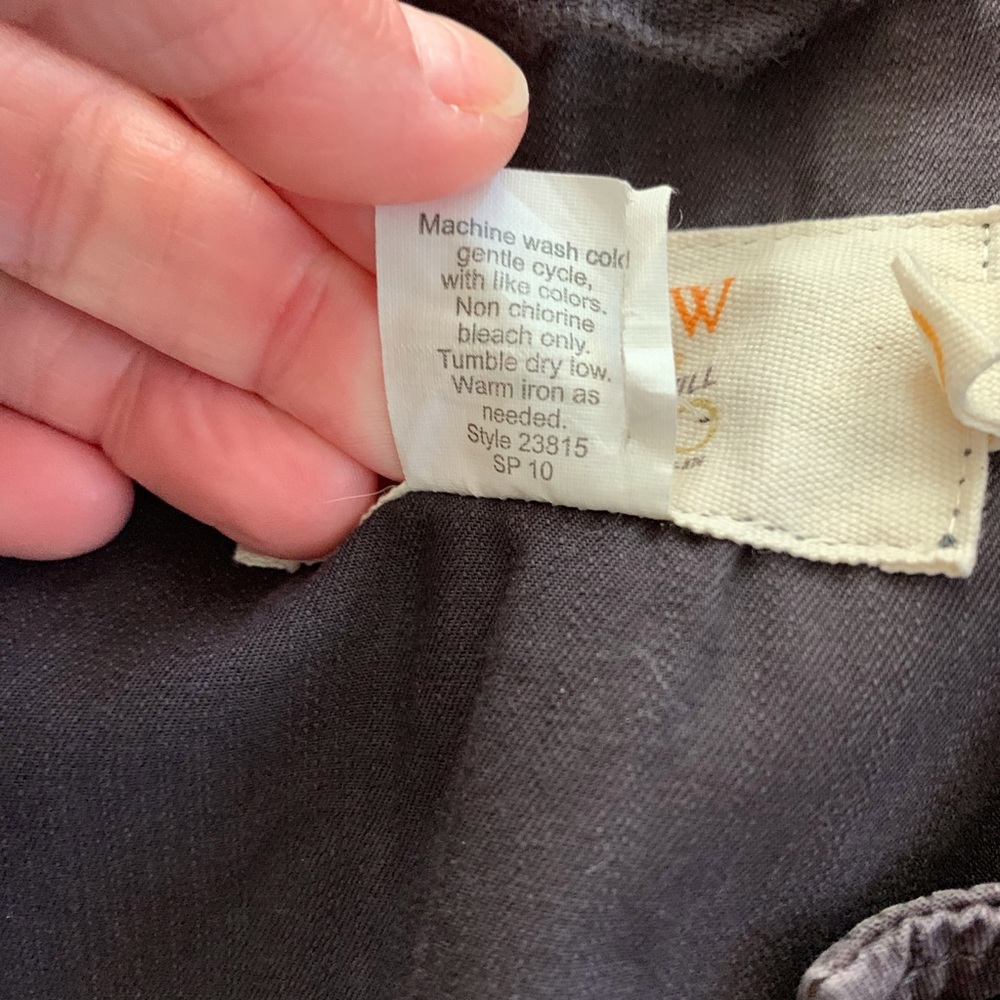 Machine wash cold
gentle cycle,
with like colors.
Non chlorine
bleach only.
Tumble dry low.
Warm iron as
needed.
Style 23815
SP 10
W
ILL